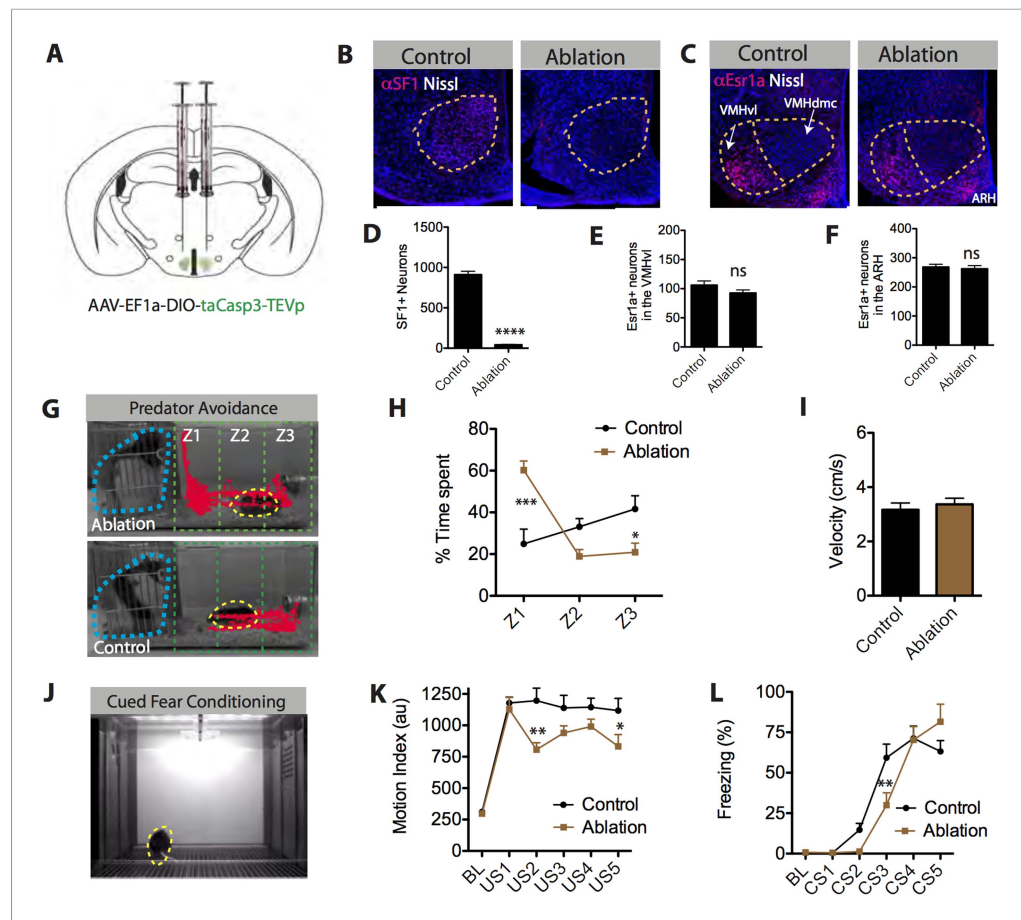 A
AAV-EF1a-DIO-taCasp3-TEVp
B
Control
Ablation
αSF1 Nissl
C
Control
Ablation
αEsr1a Nissl
VMHvl
VMHdmc
ARH
D
SF1+ Neurons
1500
1000
500
0
****
Control
Ablation
E
Esr1a+ neurons
in the VMHvl
200
150
100
50
0
ns
Control
Ablation
F
Esr1a+ neurons
in the ARH
400
300
200
100
0
ns
Control
Ablation
G
Predator Avoidance
Z1
Z2
Z3
Ablation
Control
H
% Time spent
80
60
40
20
0
Control
Ablation
***
*
Z1
Z2
Z3
I
Velocity (cm/s)
8
6
4
2
0
Control
Ablation
J
Cued Fear Conditioning
K
Motion Index (au)
1250
1000
750
500
250
0
**
*
Control
Ablation
BL
US1
US2
US3
US4
US5
L
Freezing (%)
100
75
50
25
0
**
Control
Ablation
BL
CS1
CS2
CS3
CS4
CS5